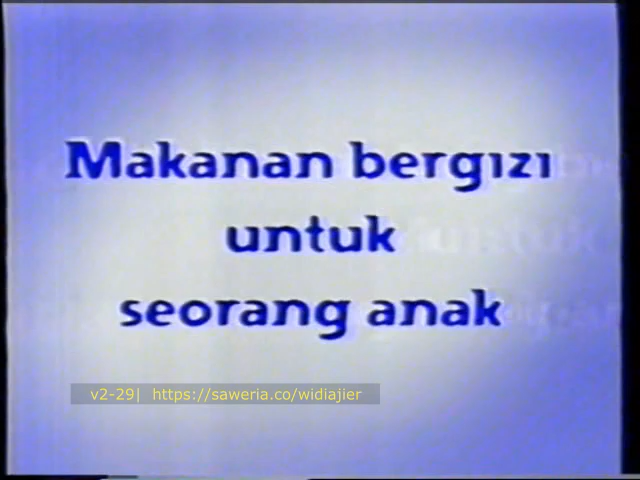 Makanan bergizi
untuk
seorang anak
v2-29| https://saweria.co/widiajier